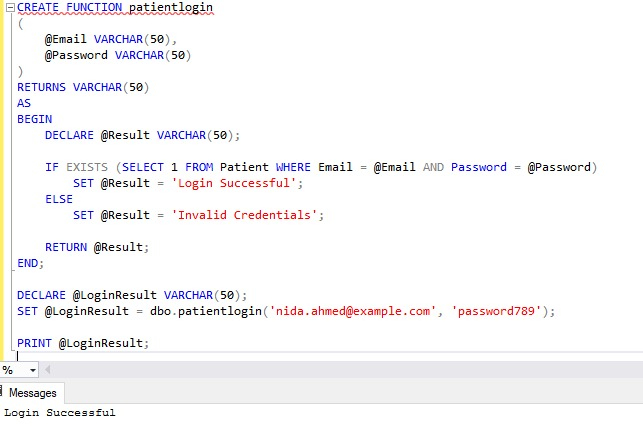 CREATE FUNCTION patientlogin
(
    @Email VARCHAR(50),
    @Password VARCHAR(50)
)
RETURNS VARCHAR(50)
AS
BEGIN
    DECLARE @Result VARCHAR(50);
    IF EXISTS (SELECT 1 FROM Patient WHERE Email = @Email AND Password = @Password)
        SET @Result = 'Login Successful';
    ELSE
        SET @Result = 'Invalid Credentials';
    RETURN @Result;
END;
DECLARE @LoginResult VARCHAR(50);
SET @LoginResult = dbo.patientlogin('nida.ahmed@example.com', 'password789');
PRINT @LoginResult;
%
Messages
Login Successful